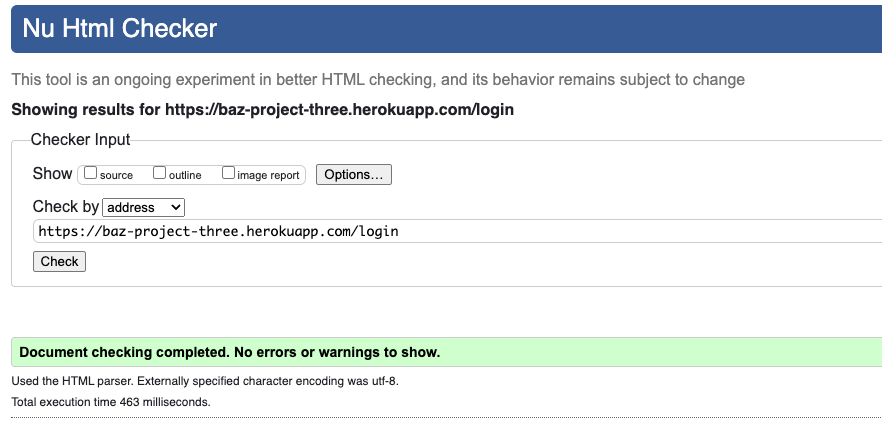 Nu Html Checker
This tool is an ongoing experiment in better HTML checking, and its behavior remains subject to change
Showing results for https://baz-project-three.herokuapp.com/login
Checker Input
Show source outline image report Options...
Check by address
https://baz-project-three.herokuapp.com/login
Check
Document checking completed. No errors or warnings to show.
Used the HTML parser. Externally specified character encoding was utf-8.
Total execution time 463 milliseconds.